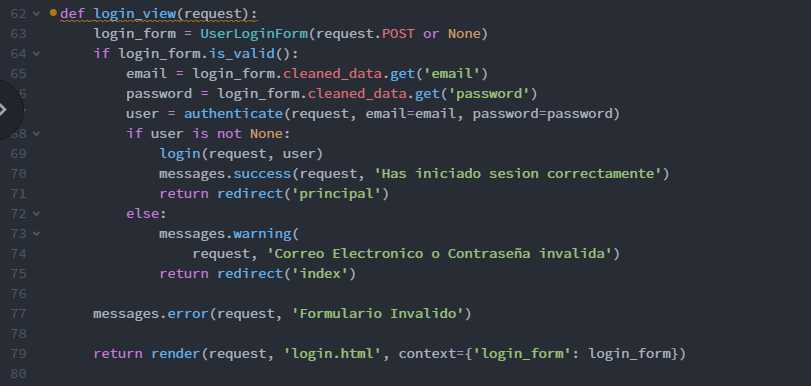 62 def login_view(request):
63 login_form = UserLoginForm(request.POST or None)
64 if login_form.is_valid():
65 email = login_form.cleaned_data.get('email')
6 password = login_form.cleaned_data.get('password')
user = authenticate(request, email=email, password=password)
68 if user is not None:
69 login(request, user)
70 messages.success(request, 'Has iniciado sesion correctamente')
71 return redirect('principal')
72 else:
73 messages.warning(
74 request, 'Correo Electronico o Contraseña invalida')
75 return redirect('index')
76
77 messages.error(request, 'Formulario Invalido')
78
79 return render(request, 'login.html', context={'login_form': login_form})
80